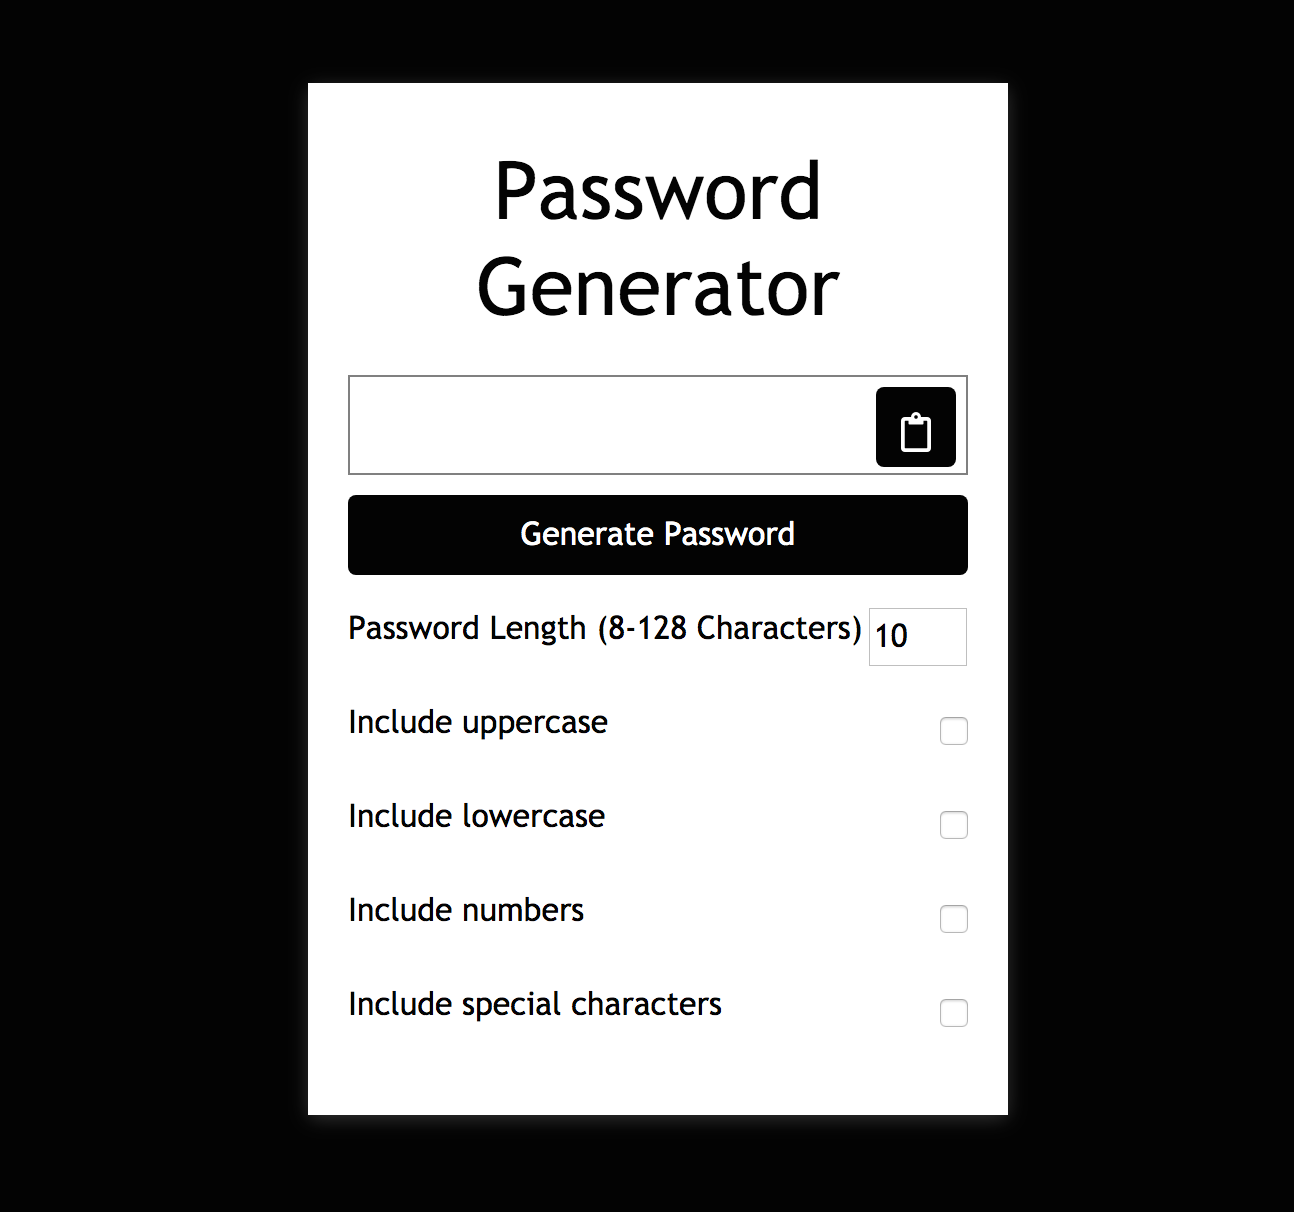 Password
Generator
Generate Password
Password Length (8-128 Characters) 10
Include uppercase
Include lowercase
Include numbers
Include special characters